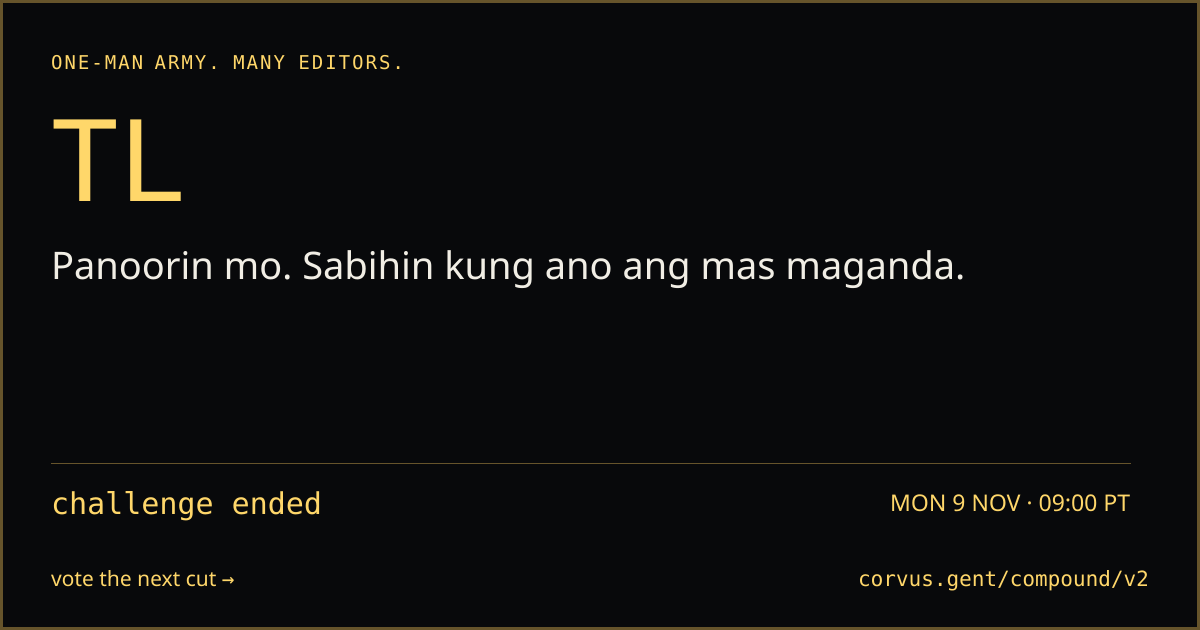 ONE-MAN ARMY. MANY EDITORS.
TL
Panoorin mo. Sabihin kung ano ang mas maganda.
challenge ended
MON 9 NOV · 09:00 PT
vote the next cut →
corvus.gent/compound/v2